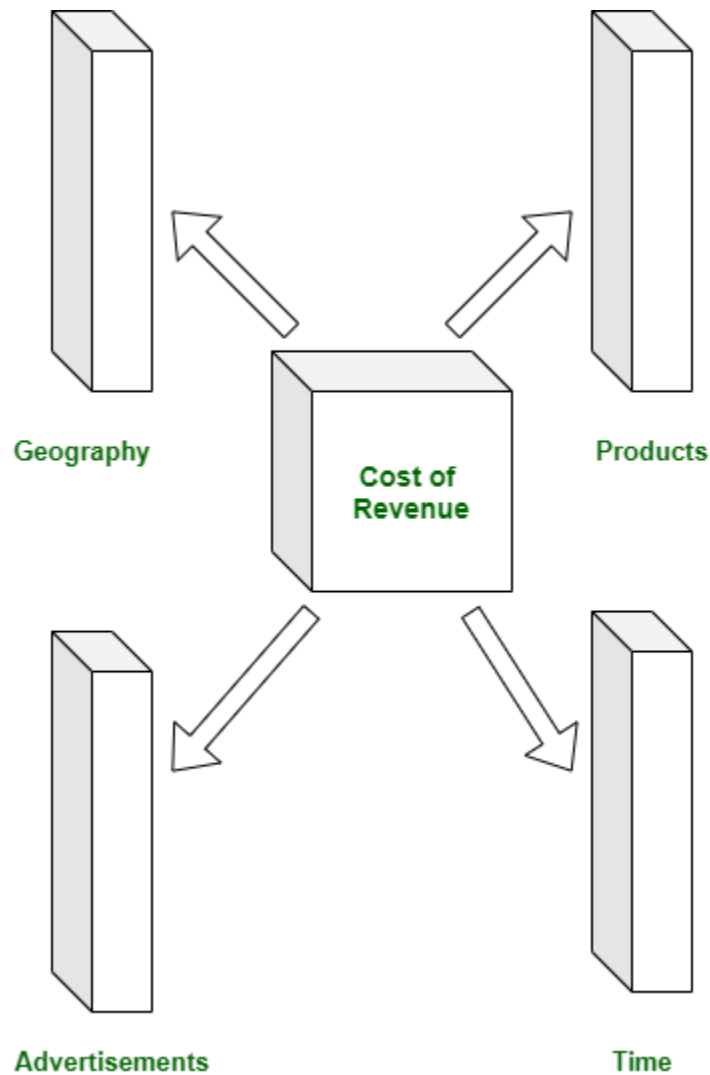 Geography
Products
Cost of
Revenue
Advertisements
Time